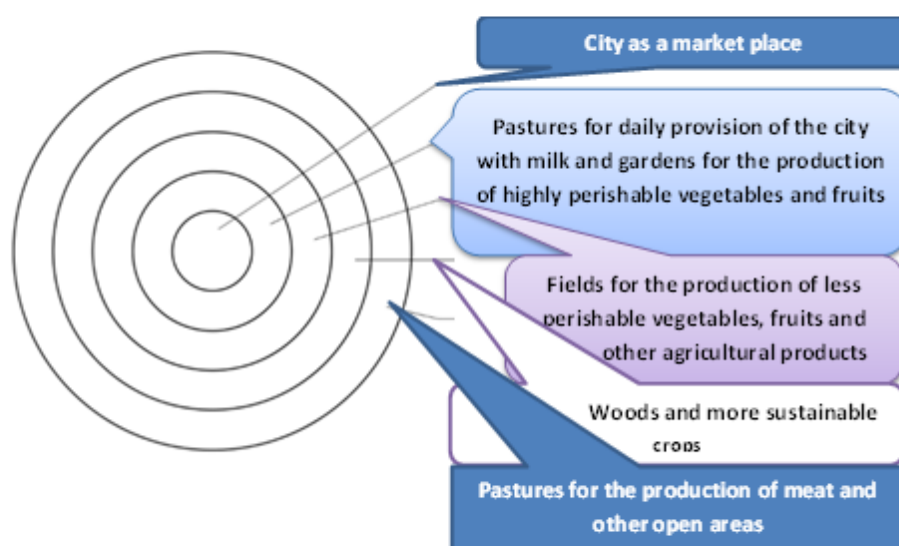 City as a market place
Pastures for daily provision of the city
with milk and gardens for the production
of highly perishable vegetables and fruits
Fields for the production of less
perishable vegetables, fruits and
other agricultural products
Woods and more sustainable
crops
Pastures for the production of meat and
other open areas